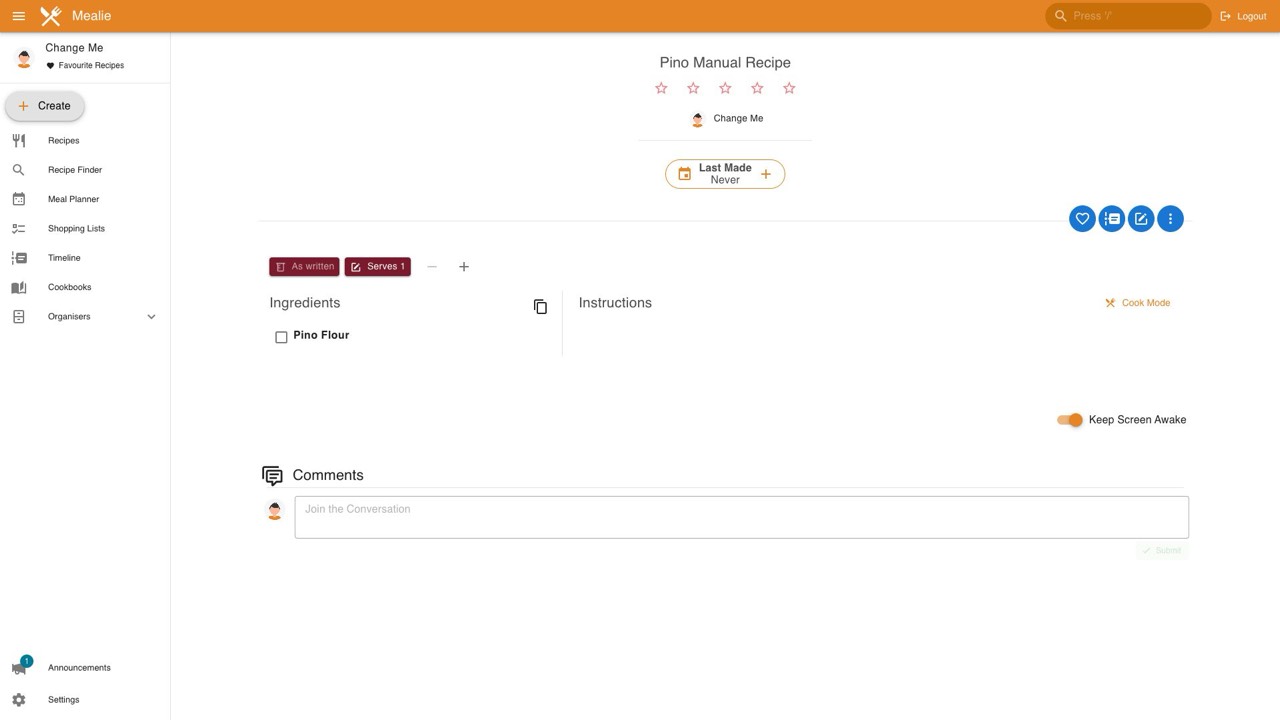 Mealie
Press '/'
Logout
Change Me
Favourite Recipes
Create
Recipes
Recipe Finder
Meal Planner
Shopping Lists
Timeline
Cookbooks
Organisers
Pino Manual Recipe
Change Me
Last Made
Never
As written
Serves 1
Ingredients
Instructions
Cook Mode
Pino Flour
Keep Screen Awake
Comments
Join the Conversation
Submit
1
Announcements
Settings